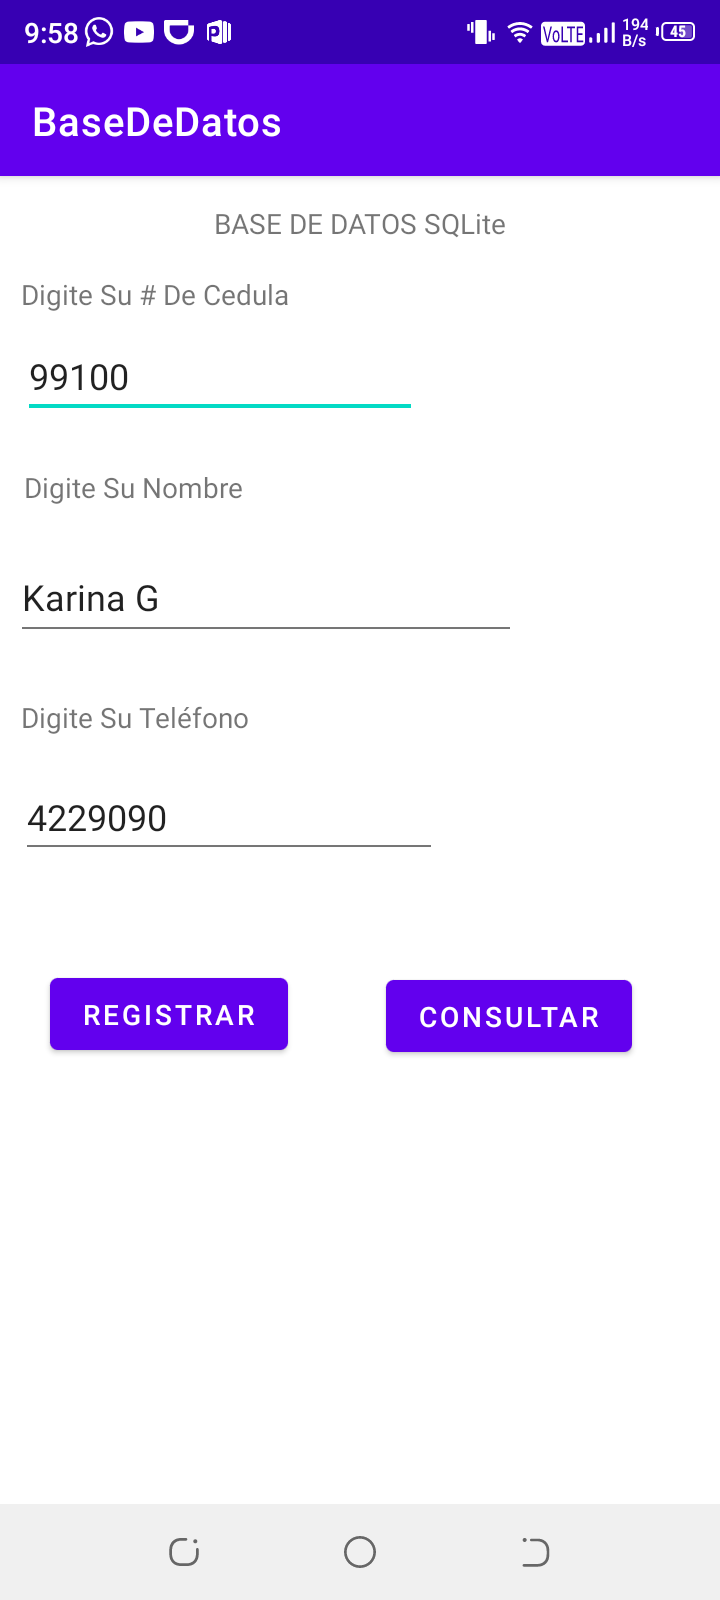 9:58 VoLTE 194 B/s 45
BaseDeDatos
BASE DE DATOS SQLite
Digite Su # De Cedula
99100
Digite Su Nombre
Karina G
Digite Su Teléfono
4229090
REGISTRAR CONSULTAR